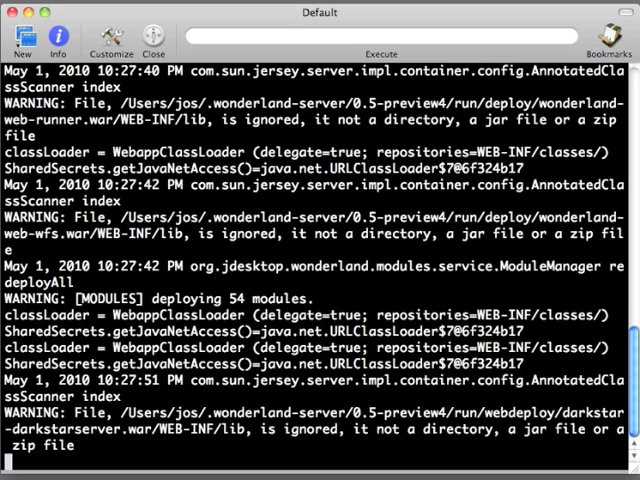 Default
New
Info
Customize
Close
Execute
Bookmarks
May 1, 2010 10:27:40 PM com.sun.jersey.server.impl.container.config.AnnotatedCla
ssScanner index
WARNING: File, /Users/jos/.wonderland-server/0.5-preview4/run/deploy/wonderland-
web-runner.war/WEB-INF/lib, is ignored, it not a directory, a jar file or a zip
file
classLoader = WebappClassLoader (delegate=true; repositories=WEB-INF/classes/)
SharedSecrets.getJavaNetAccess()=java.net.URLClassLoader$7@6f324b17
May 1, 2010 10:27:42 PM com.sun.jersey.server.impl.container.config.AnnotatedCla
ssScanner index
WARNING: File, /Users/jos/.wonderland-server/0.5-preview4/run/deploy/wonderland-
web-wfs.war/WEB-INF/lib, is ignored, it not a directory, a jar file or a zip fil
e
May 1, 2010 10:27:42 PM org.jdesktop.wonderland.modules.service.ModuleManager re
deployAll
WARNING: [MODULES] deploying 54 modules.
classLoader = WebappClassLoader (delegate=true; repositories=WEB-INF/classes/)
SharedSecrets.getJavaNetAccess()=java.net.URLClassLoader$7@6f324b17
classLoader = WebappClassLoader (delegate=true; repositories=WEB-INF/classes/)
SharedSecrets.getJavaNetAccess()=java.net.URLClassLoader$7@6f324b17
May 1, 2010 10:27:51 PM com.sun.jersey.server.impl.container.config.AnnotatedCla
ssScanner index
WARNING: File, /Users/jos/.wonderland-server/0.5-preview4/run/webdeploy/darkstar
-darkstarserver.war/WEB-INF/lib, is ignored, it not a directory, a jar file or a
 zip file